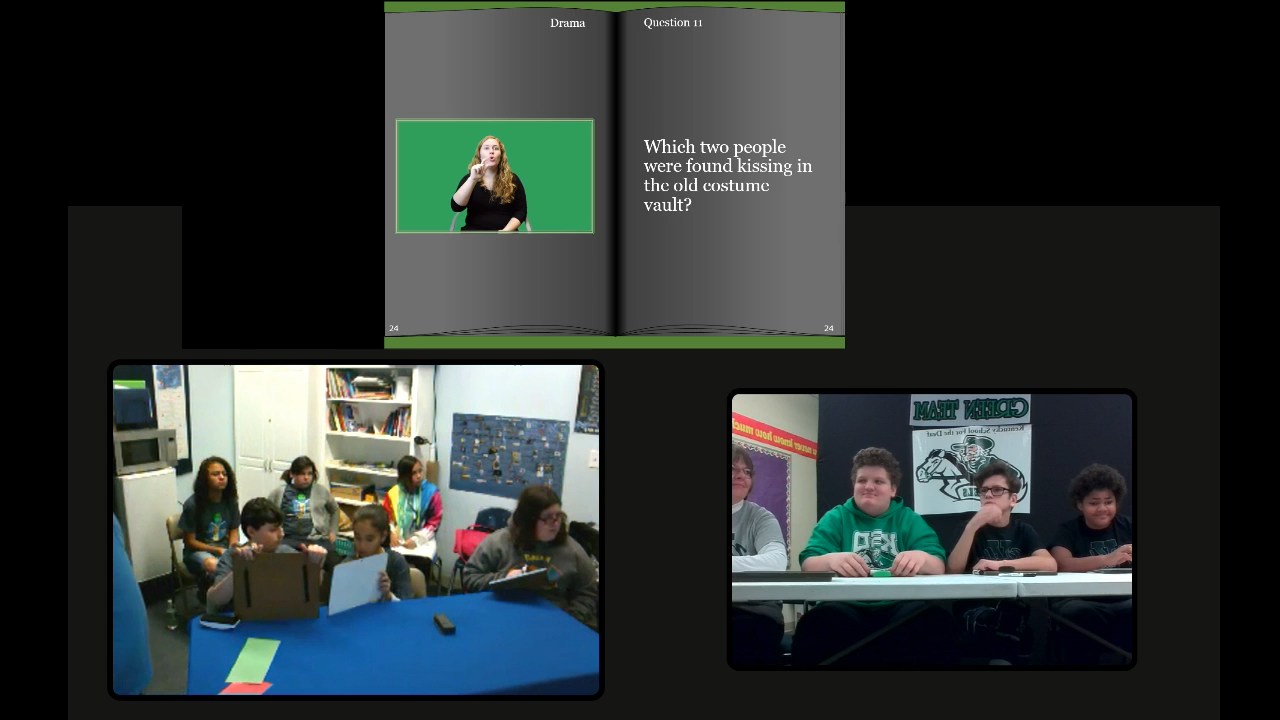 Drama
Question 11
Which two people
were found kissing in
the old costume
vault?
24
24
GREEN TEAM
Kentucky School For the Deaf
KSD